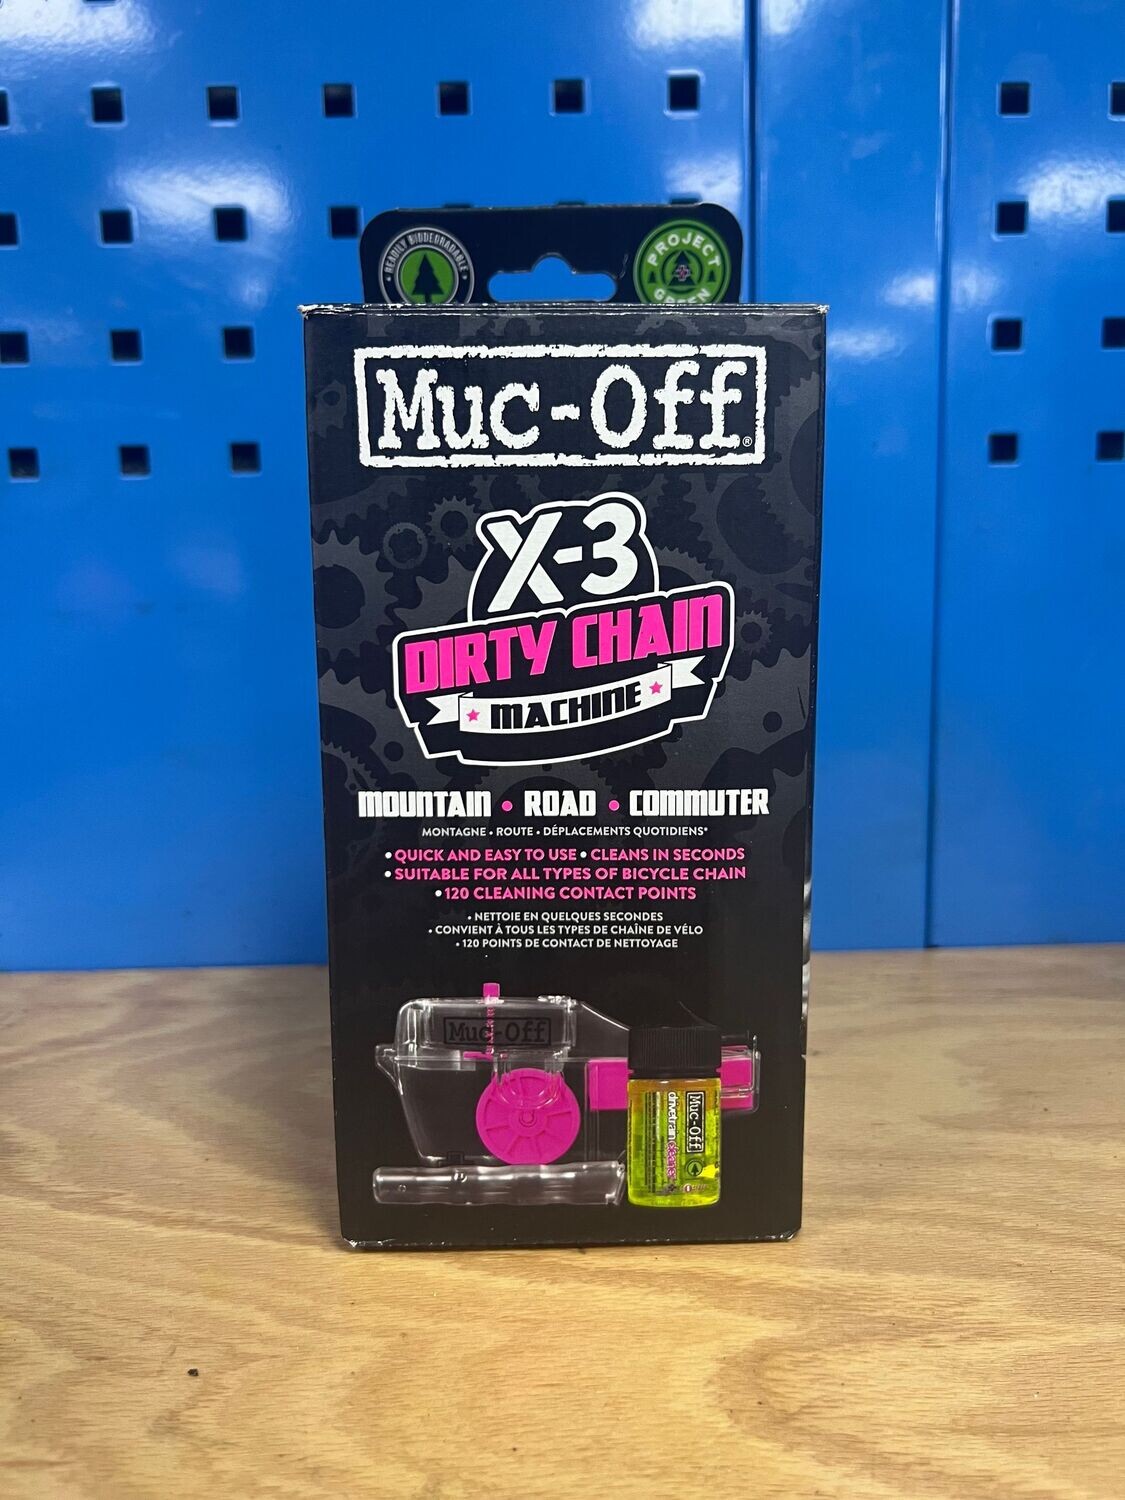 READILY BIODEGRADABLE
PROJECT
GREEN
Muc-Off®
X-3
DIRTY CHAIN
MACHINE
MOUNTAIN • ROAD • COMMUTER
MONTAGNE • ROUTE • DÉPLACEMENTS QUOTIDIENS*
• QUICK AND EASY TO USE • CLEANS IN SECONDS
• SUITABLE FOR ALL TYPES OF BICYCLE CHAIN
• 120 CLEANING CONTACT POINTS
• NETTOIE EN QUELQUES SECONDES
• CONVIENT À TOUS LES TYPES DE CHAÎNE DE VÉLO
• 120 POINTS DE CONTACT DE NETTOYAGE
Muc-Off
Muc-Off
drivetrain cleaner